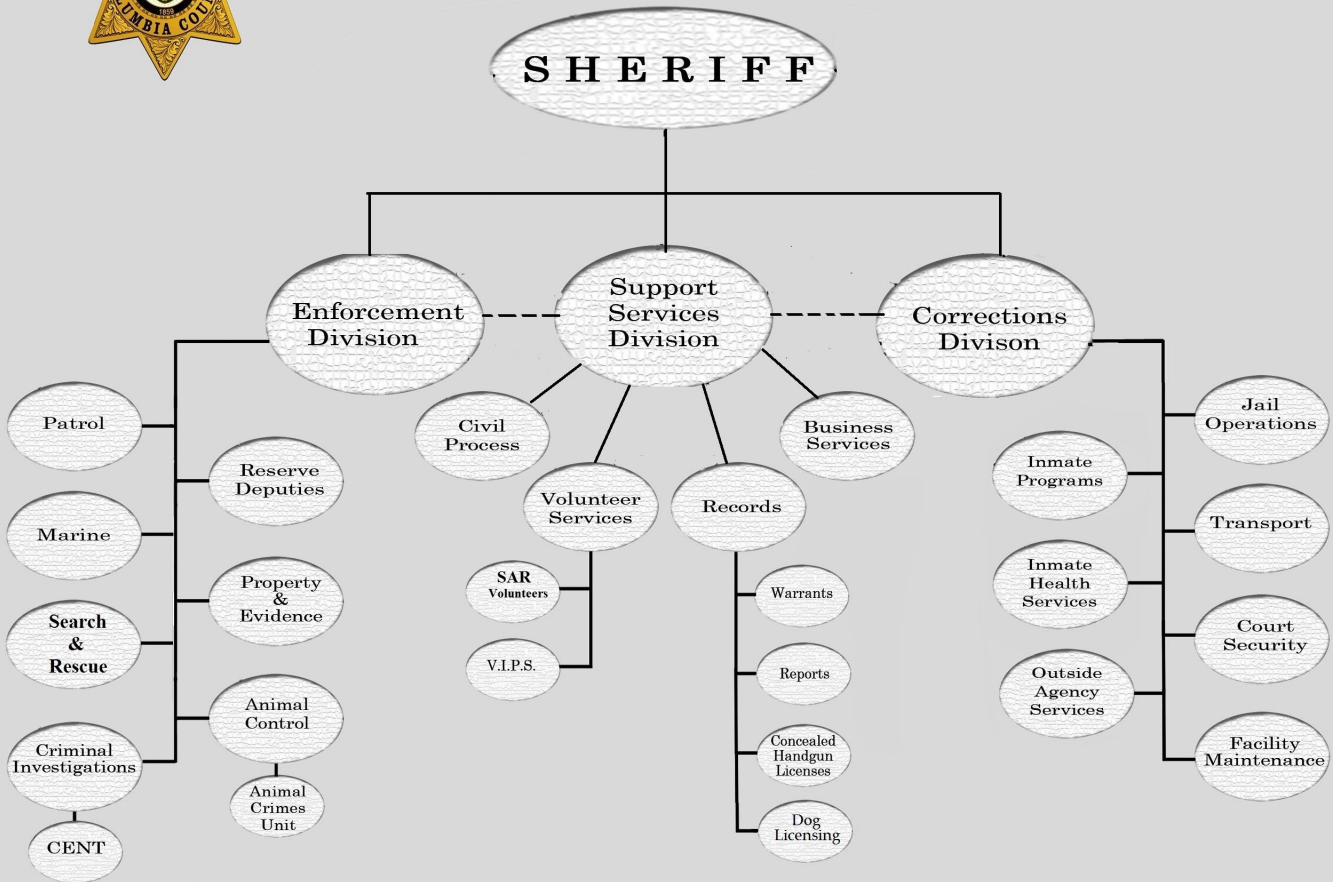 1859
COU
SHERIFF
Enforcement
Division
Support
Services
Division
Corrections
Divison
Patrol
Reserve
Deputies
Marine
Property
&
Evidence
Search
&
Rescue
Animal
Control
Criminal
Investigations
Animal
Crimes
Unit
CENT
Civil
Process
Volunteer
Services
SAR
Volunteers
V.I.P.S.
Records
Warrants
Reports
Concealed
Handgun
Licenses
Dog
Licensing
Business
Services
Jail
Operations
Inmate
Programs
Transport
Inmate
Health
Services
Court
Security
Outside
Agency
Services
Facility
Maintenance